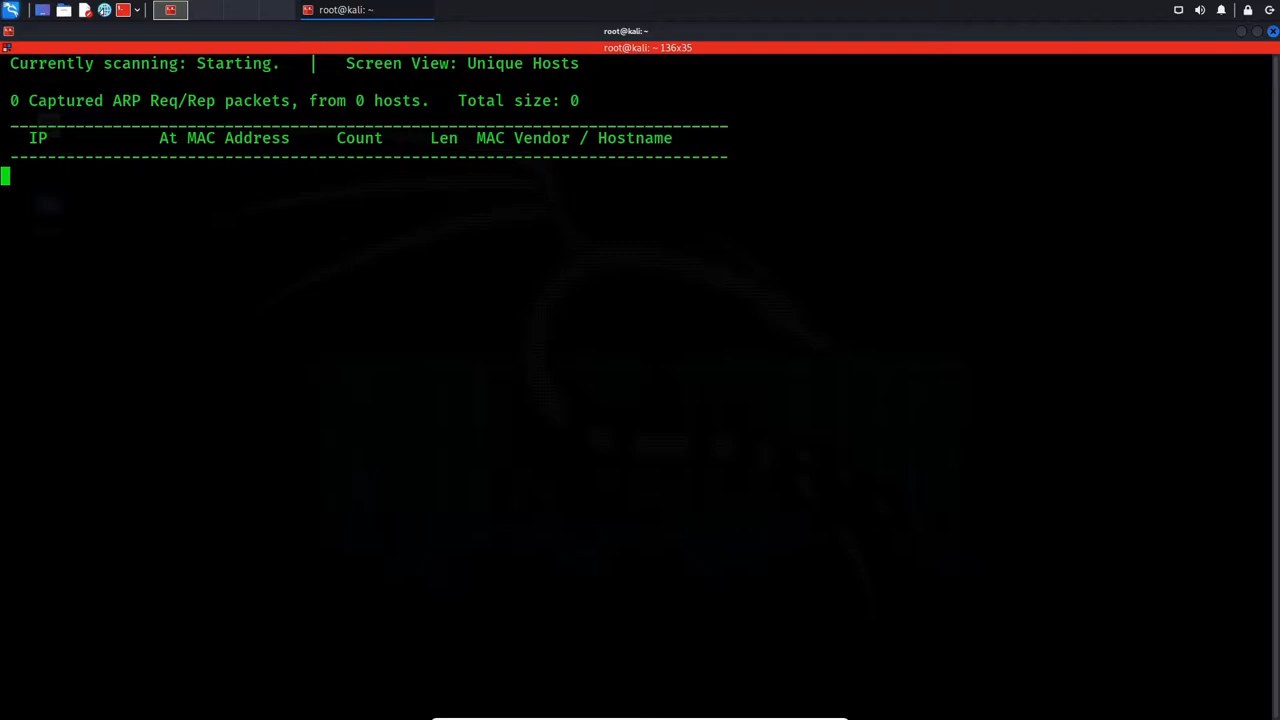 root@kali: ~
root@kali: ~
root@kali: ~ 136x35
Currently scanning: Starting.   |   Screen View: Unique Hosts
0 Captured ARP Req/Rep packets, from 0 hosts.   Total size: 0
_____________________________________________________________________________
IP            At MAC Address     Count     Len  MAC Vendor / Hostname
-----------------------------------------------------------------------------